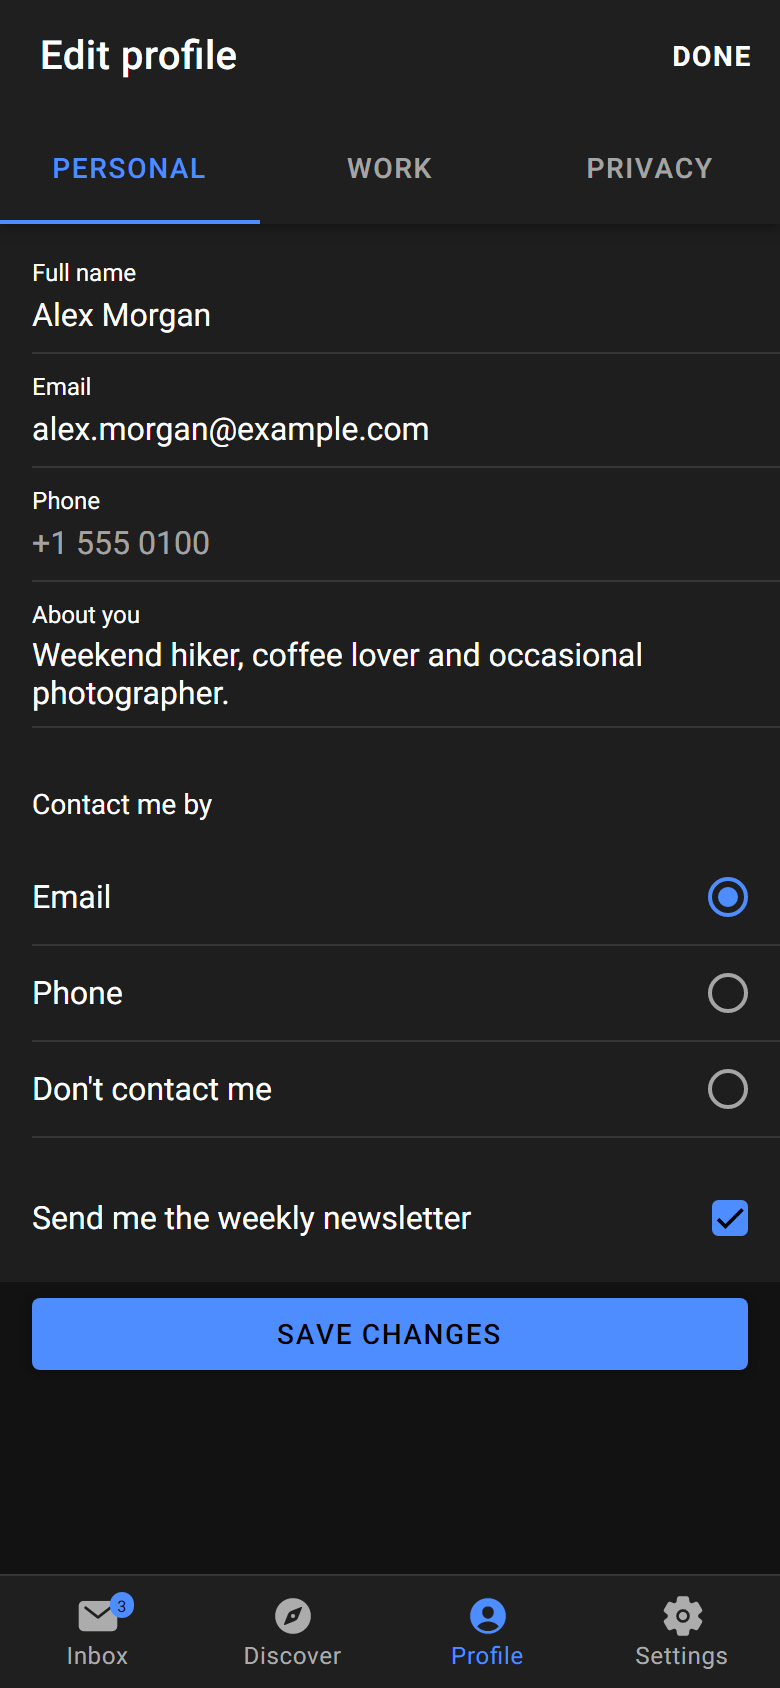 Edit profile
DONE
PERSONAL
WORK
PRIVACY
Full name
Alex Morgan
Email
alex.morgan@example.com
Phone
+1 555 0100
About you
Weekend hiker, coffee lover and occasional
photographer.
Contact me by
Email
Phone
Don't contact me
Send me the weekly newsletter
SAVE CHANGES
3
Inbox
Discover
Profile
Settings